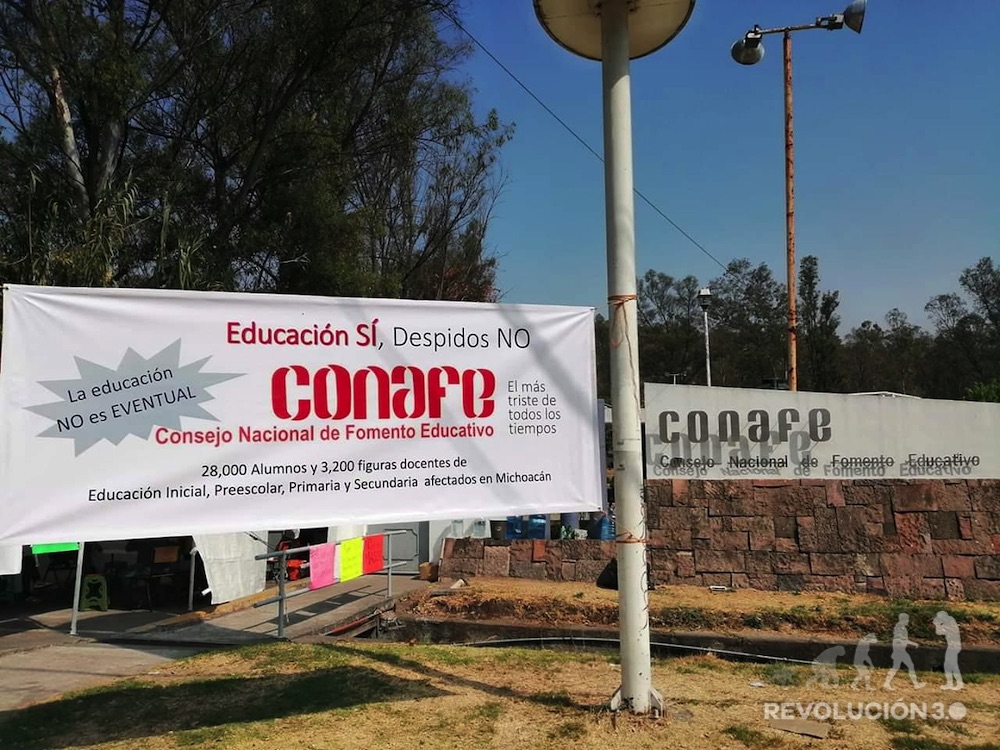 Educación SÍ, Despidos NO
La educación
NO es EVENTUAL
conafe
Consejo Nacional de Fomento Educativo
El más
triste de
todos los
tiempos
28,000 Alumnos y 3,200 figuras docentes de
Educación Inicial, Preescolar, Primaria y Secundaria afectados en Michoacán
conafe
Consejo Nacional de Fomento Educativo
REVOLUCIÓN 3.0